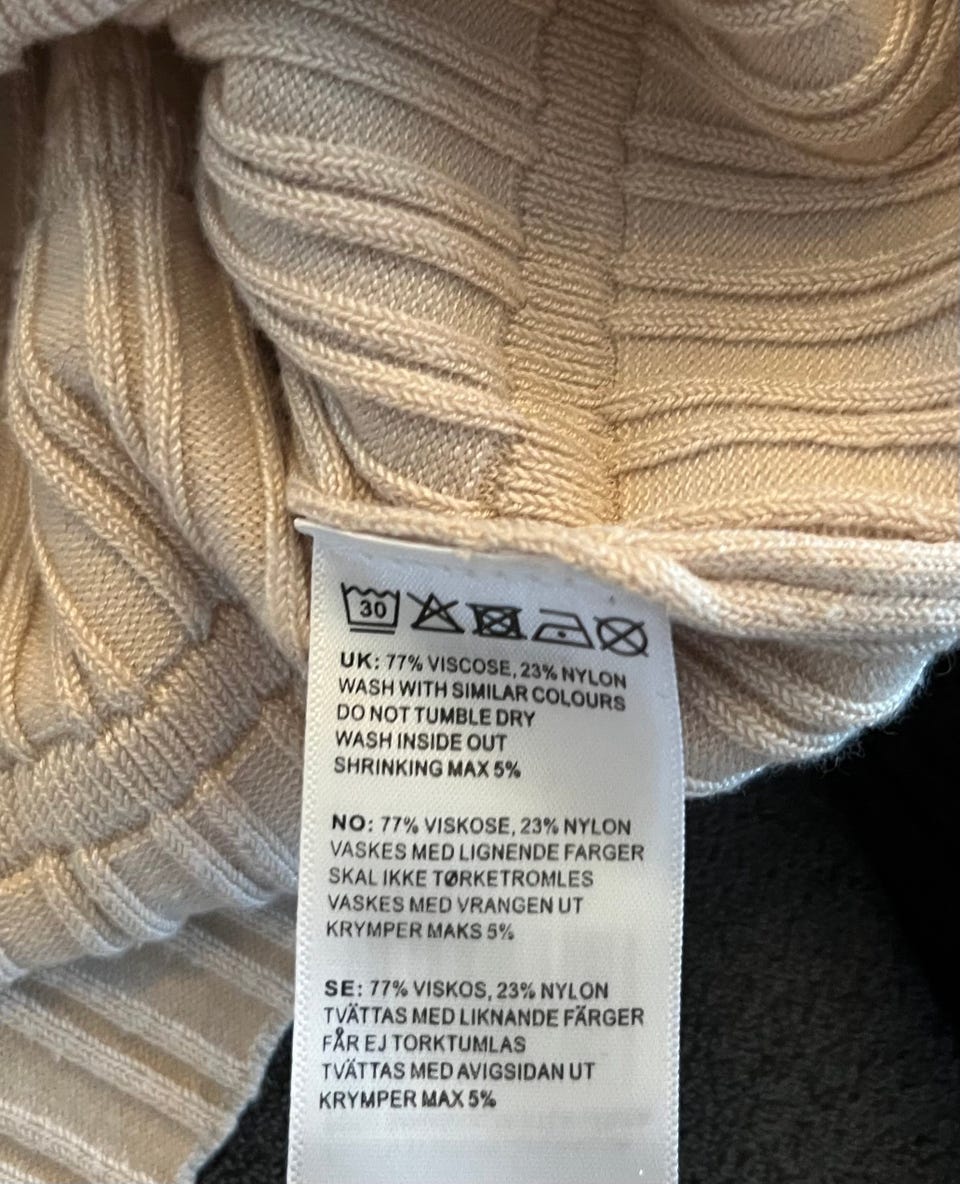 30
UK: 77% VISCOSE, 23% NYLON
WASH WITH SIMILAR COLOURS
DO NOT TUMBLE DRY
WASH INSIDE OUT
SHRINKING MAX 5%
NO: 77% VISKOSE, 23% NYLON
VASKES MED LIGNENDE FARGER
SKAL IKKE TØRKETROMLES
VASKES MED VRANGEN UT
KRYMPER MAKS 5%
SE: 77% VISKOS, 23% NYLON
TVÄTTAS MED LIKNANDE FÄRGER
FÅR EJ TORKTUMLAS
TVÄTTAS MED AVIGSIDAN UT
KRYMPER MAX 5%